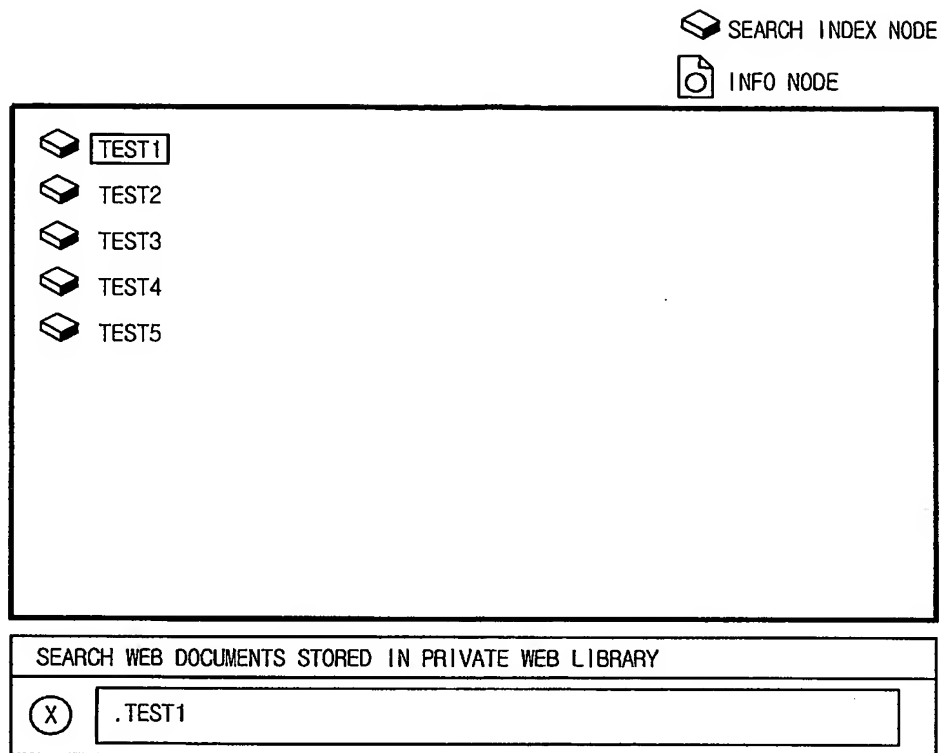 SEARCH INDEX NODE
INFO NODE
TEST1
TEST2
TEST3
TEST4
TEST5
SEARCH WEB DOCUMENTS STORED IN PRIVATE WEB LIBRARY
X .TEST1